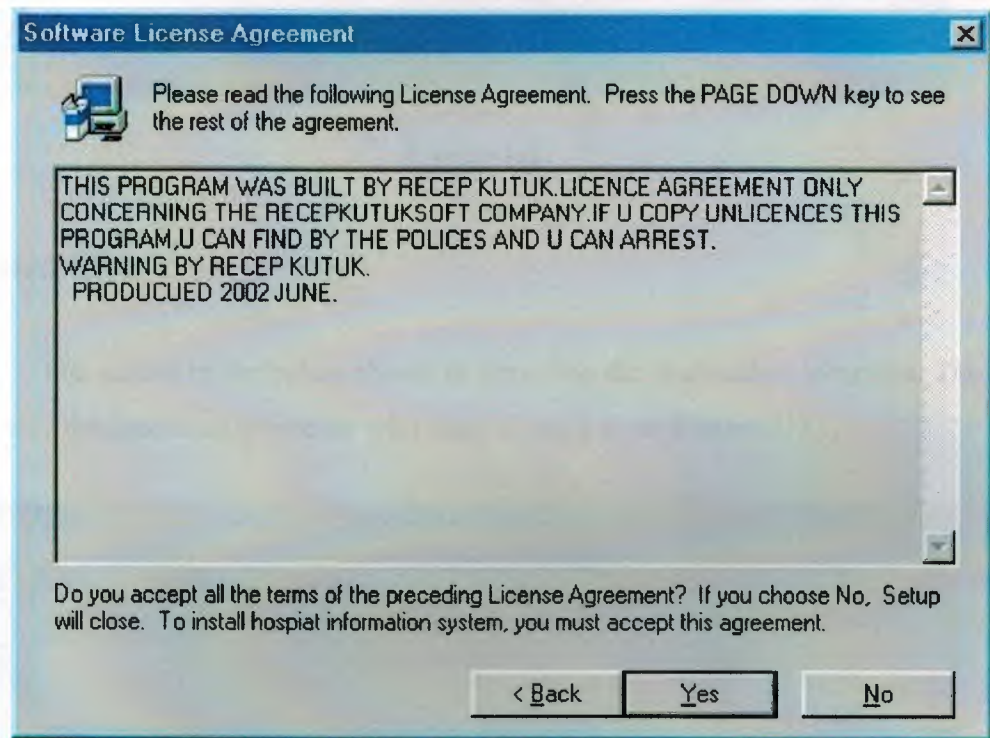 Software License Agreement
Please read the following License Agreement. Press the PAGE DOWN key to see
the rest of the agreement.
THIS PROGRAM WAS BUILT BY RECEP KUTUK.LICENCE AGREEMENT ONLY
CONCERNING THE RECEPKUTUKSOFT COMPANY.IF U COPY UNLICENCES THIS
PROGRAM,U CAN FIND BY THE POLICES AND U CAN ARREST.
WARNING BY RECEP KUTUK.
PRODUCUED 2002 JUNE.
Do you accept all the terms of the preceding License Agreement? If you choose No, Setup
will close. To install hospiat information system, you must accept this agreement.
< Back Yes No